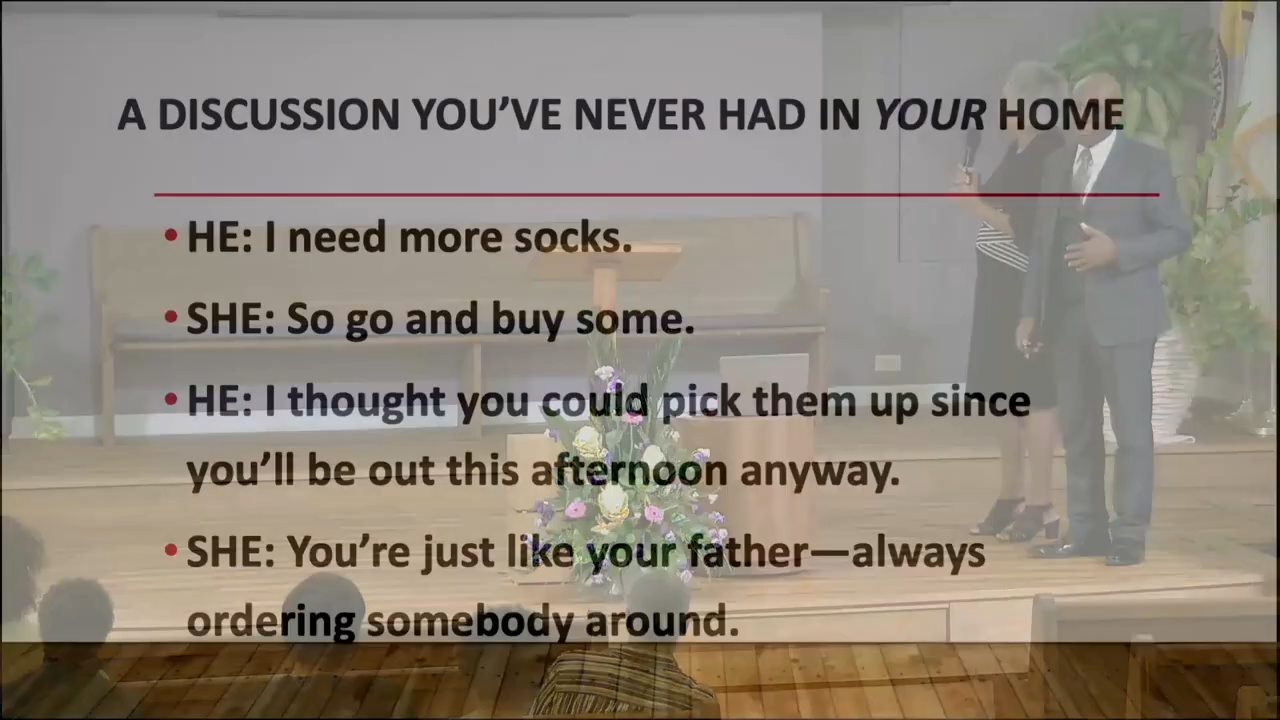 A DISCUSSION YOU'VE NEVER HAD IN YOUR HOME
• HE: I need more socks.
• SHE: So go and buy some.
• HE: I thought you could pick them up since
you'll be out this afternoon anyway.
• SHE: You're just like your father—always
ordering somebody around.